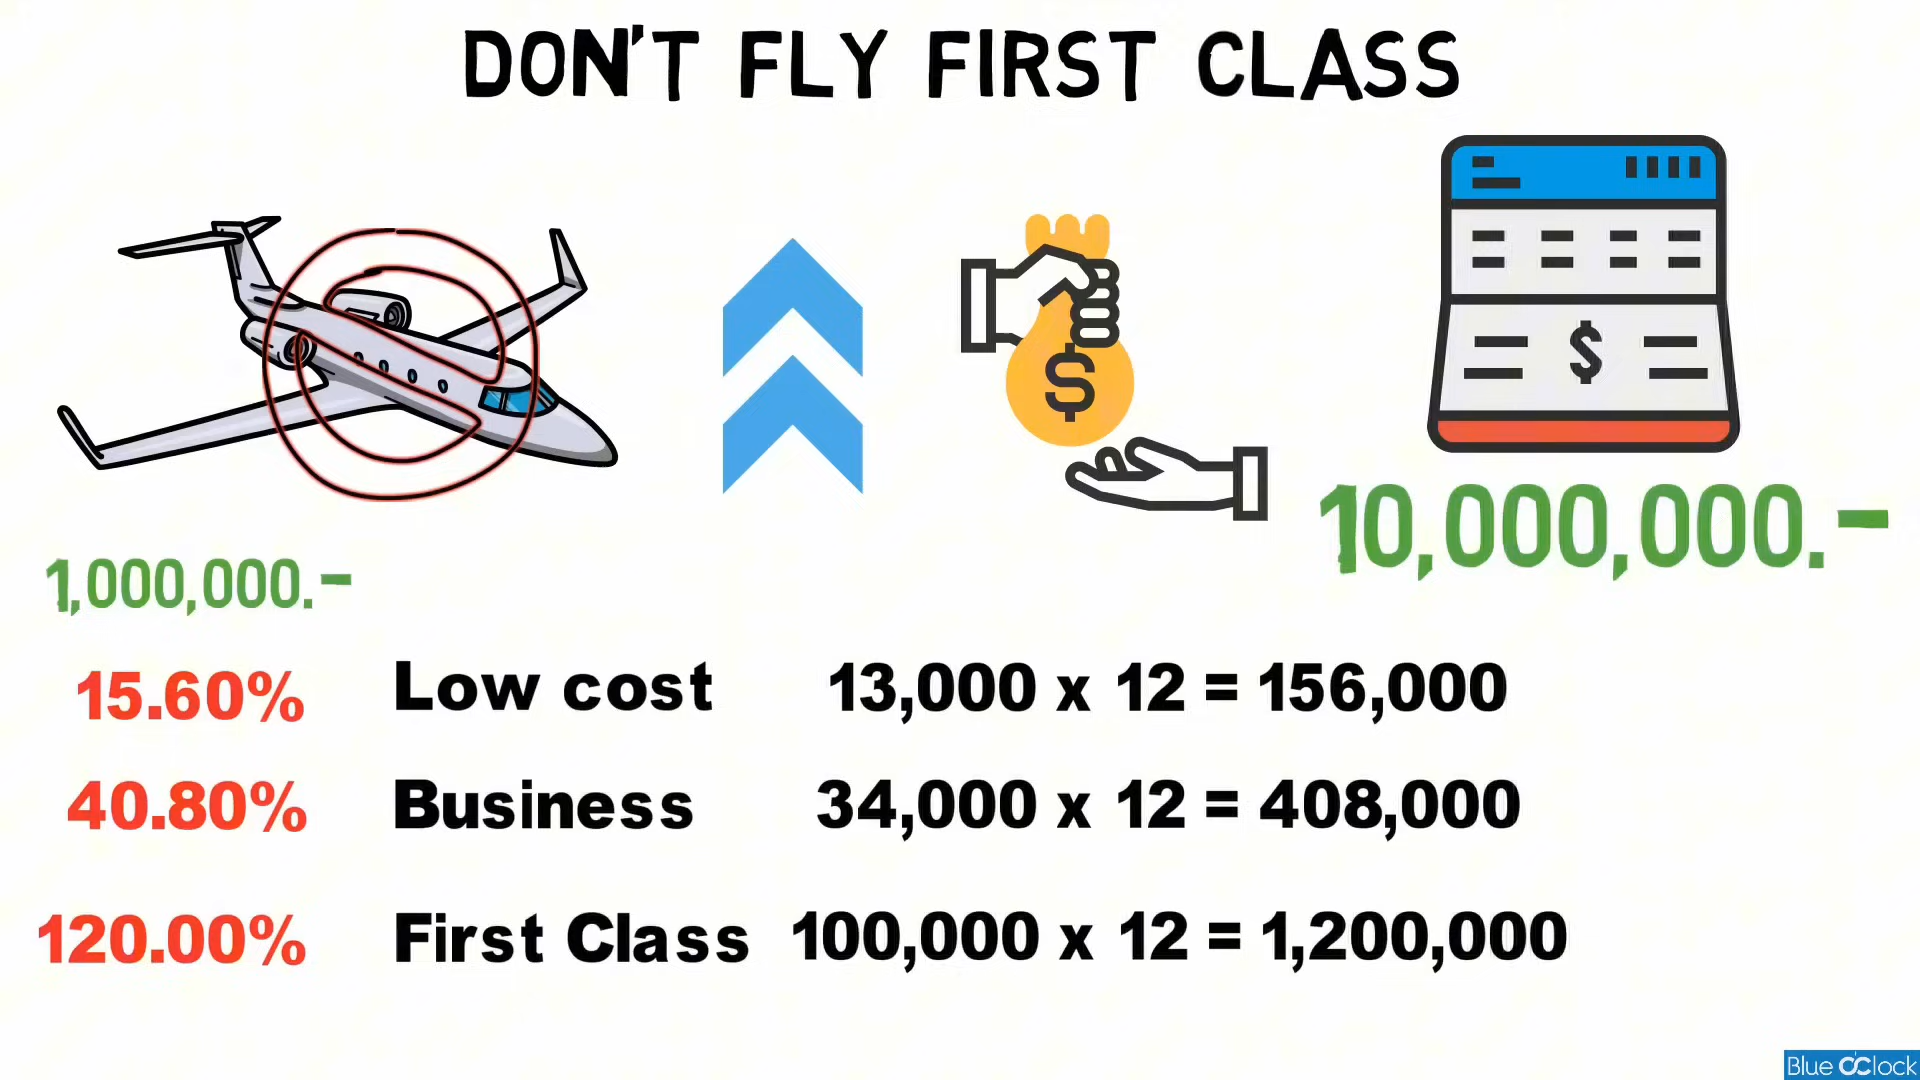 DON'T FLY FIRST CLASS
$
$
10,000,000.-
1,000,000.-
15.60% Low cost 13,000 x 12 = 156,000
40.80% Business 34,000 x 12 = 408,000
120.00% First Class 100,000 x 12 = 1,200,000
Blue O'Clock